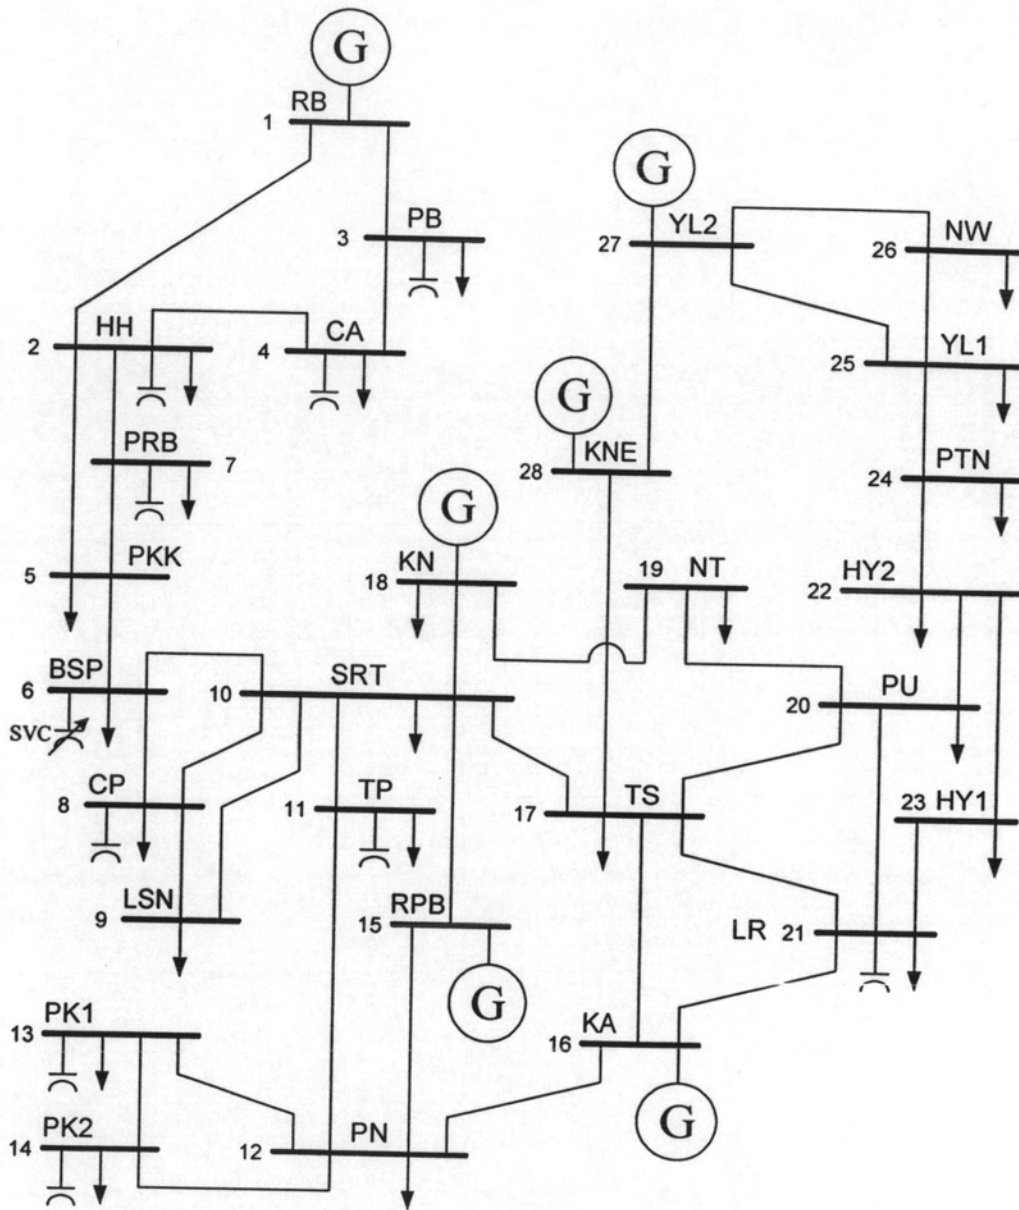 G
RB
1
G
PB
3
YL2
27
NW
26
HH
2
CA
4
YL1
25
G
PRB
7
KNE
28
PTN
24
G
PKK
5
KN
18
19 NT
HY2
22
BSP
6
SRT
10
PU
20
SVC
CP
8
TP
11
TS
17
23 HY1
LSN
9
RPB
15
LR 21
G
PK1
13
KA
16
PK2
14
PN
12
G